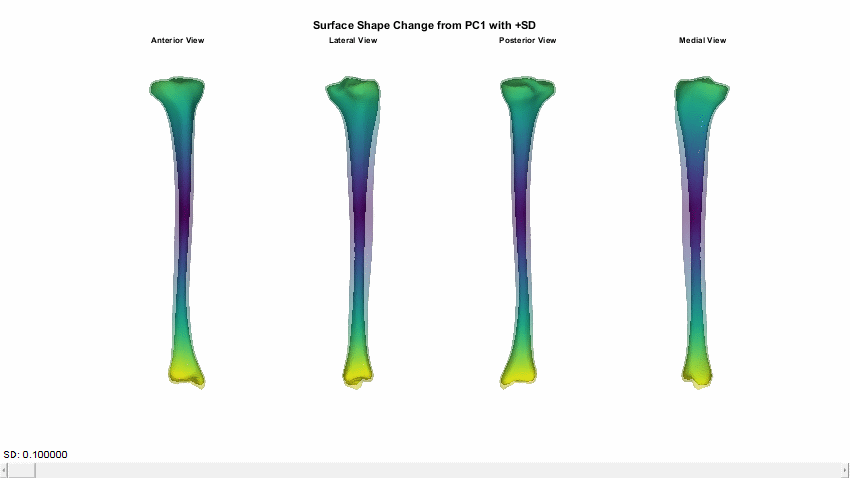 Surface Shape Change from PC1 with +SD
Anterior View
Lateral View
Posterior View
Medial View
SD: 0.100000